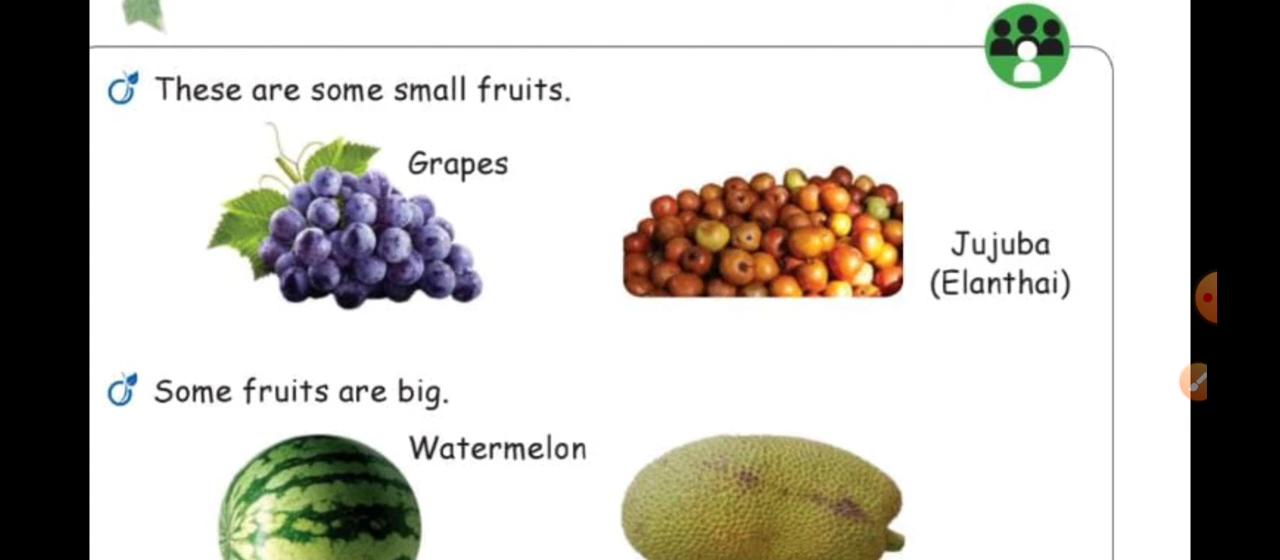 These are some small fruits.
Grapes
Jujuba
(Elanthai)
Some fruits are big.
Watermelon